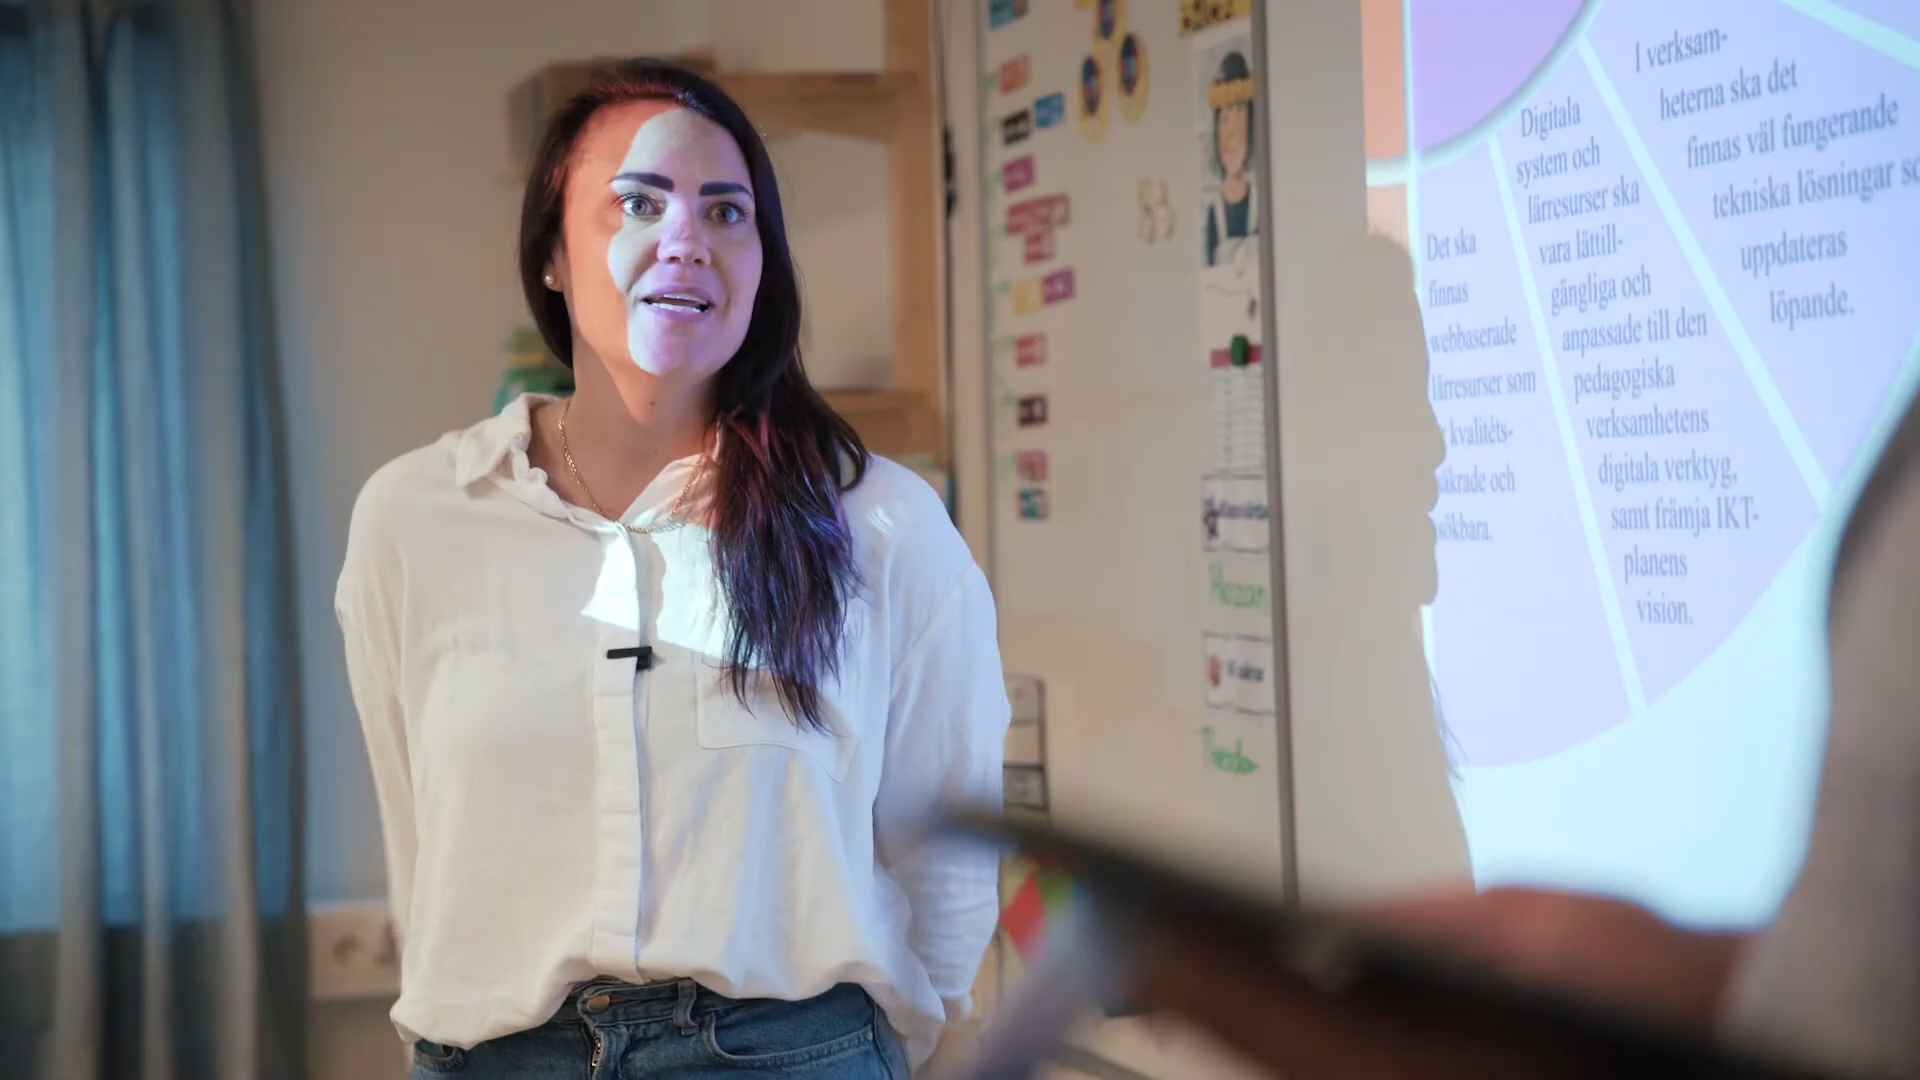 I verksam-
heterna ska det
finnas väl fungerande
tekniska lösningar
uppdateras
löpande.
Digitala
system och
lärresurser ska
vara lättill-
gängliga och
anpassade till den
pedagogiska
verksamhetens
digitala verktyg,
samt främja IKT-
planens
vision.
Det ska
finnas
webbaserade
lärresurser som
kvalitéts-
säkrade och
sökbara.
Hozan